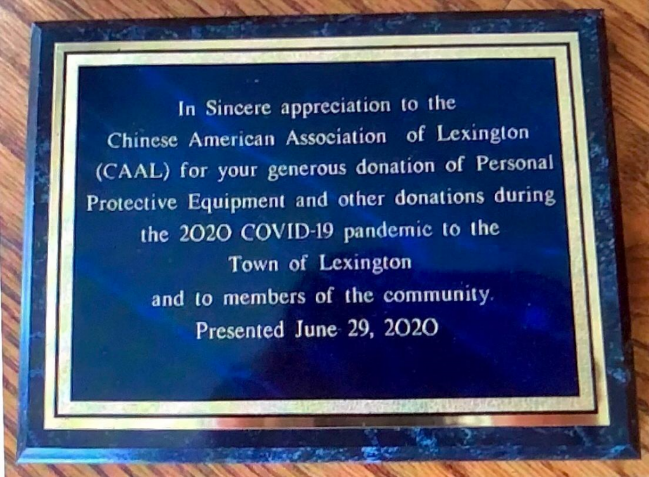 In Sincere appreciation to the
Chinese American Association of Lexington
(CAAL) for your generous donation of Personal
Protective Equipment and other donations during
the 2020 COVID-19 pandemic to the
Town of Lexington
and to members of the community.
Presented June 29, 2020